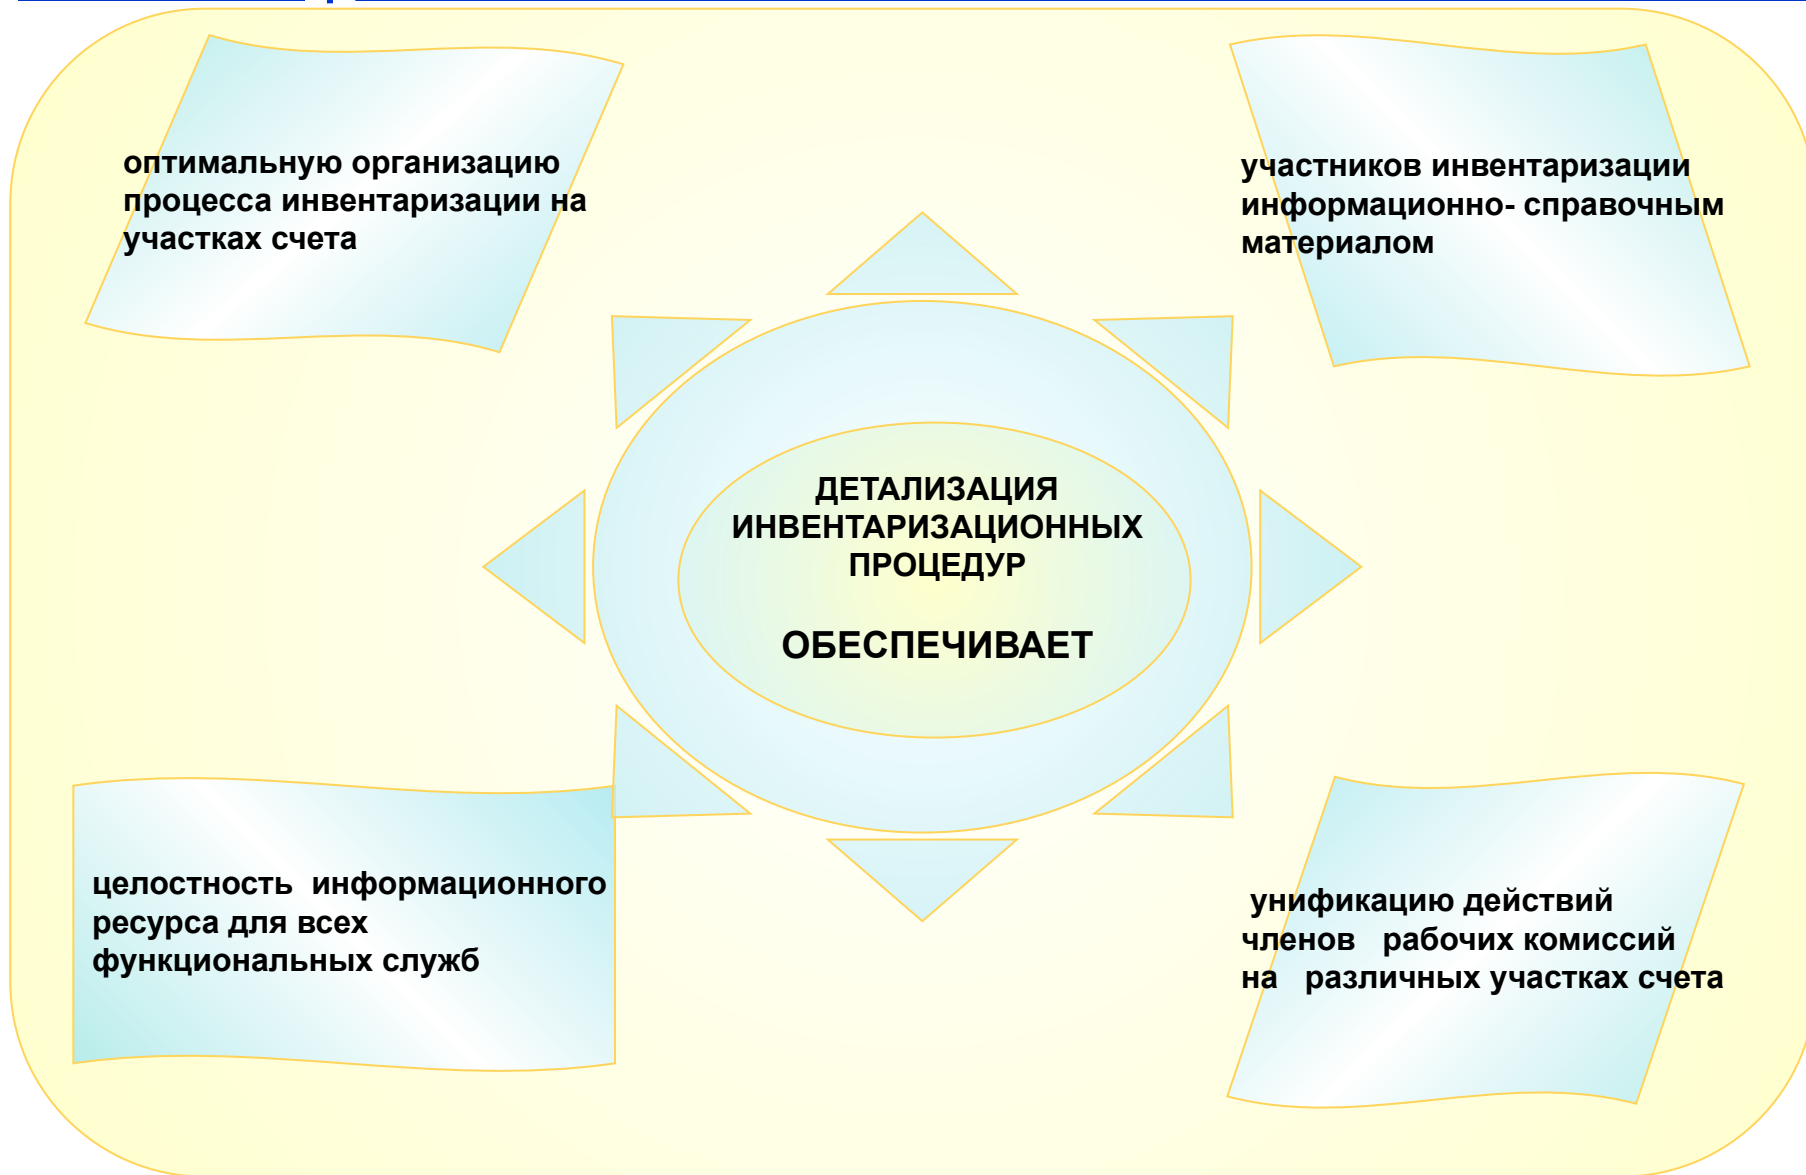 оптимальную организацию
процесса инвентаризации на
участках счета
участников инвентаризации
информационно- справочным
материалом
ДЕТАЛИЗАЦИЯ
ИНВЕНТАРИЗАЦИОННЫХ
ПРОЦЕДУР
ОБЕСПЕЧИВАЕТ
целостность информационного
ресурса для всех
функциональных служб
унификацию действий
членов рабочих комиссий
на различных участках счета